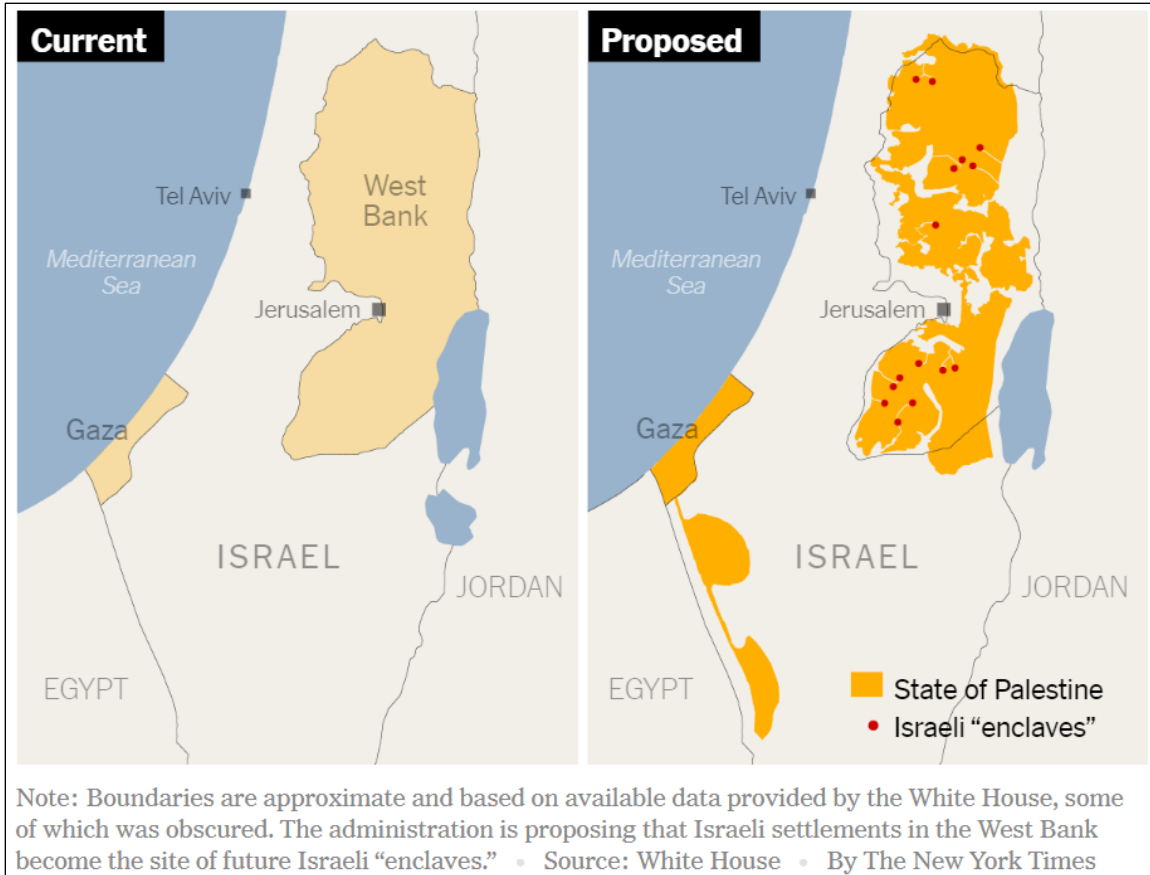 Current
West
Bank
Tel Aviv
Mediterranean
Sea
Jerusalem
Gaza
ISRAEL
JORDAN
EGYPT
Proposed
Tel Aviv
Mediterranean
Sea
Jerusalem
Gaza
ISRAEL
JORDAN
EGYPT
State of Palestine
Israeli “enclaves”
Note: Boundaries are approximate and based on available data provided by the White House, some
of which was obscured. The administration is proposing that Israeli settlements in the West Bank
become the site of future Israeli “enclaves.” • Source: White House • By The New York Times